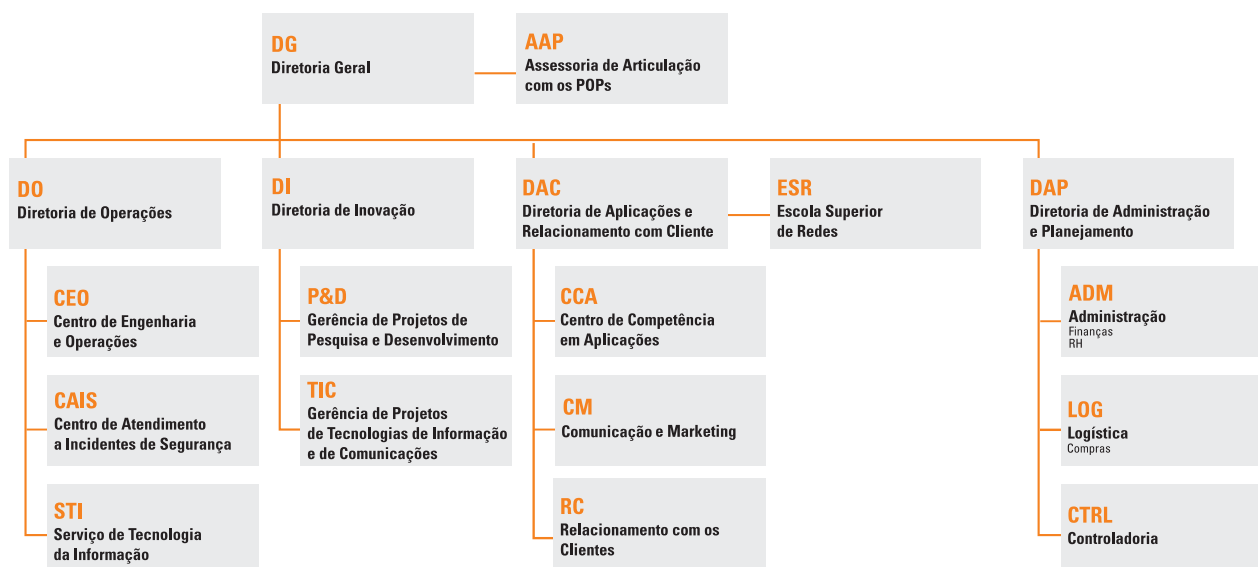 DG
Diretoria Geral
AAP
Assessoria de Articulação
com os POPs
DO
Diretoria de Operações
DI
Diretoria de Inovação
DAC
Diretoria de Aplicações e
Relacionamento com Cliente
ESR
Escola Superior
de Redes
DAP
Diretoria de Administração
e Planejamento
CEO
Centro de Engenharia
e Operações
CAIS
Centro de Atendimento
a Incidentes de Segurança
STI
Serviço de Tecnologia
da Informação
P&D
Gerência de Projetos de
Pesquisa e Desenvolvimento
TIC
Gerência de Projetos
de Tecnologias de Informação
e de Comunicações
CCA
Centro de Competência
em Aplicações
CM
Comunicação e Marketing
RC
Relacionamento com os
Clientes
ADM
Administração
Finanças
RH
LOG
Logística
Compras
CTRL
Controladoria